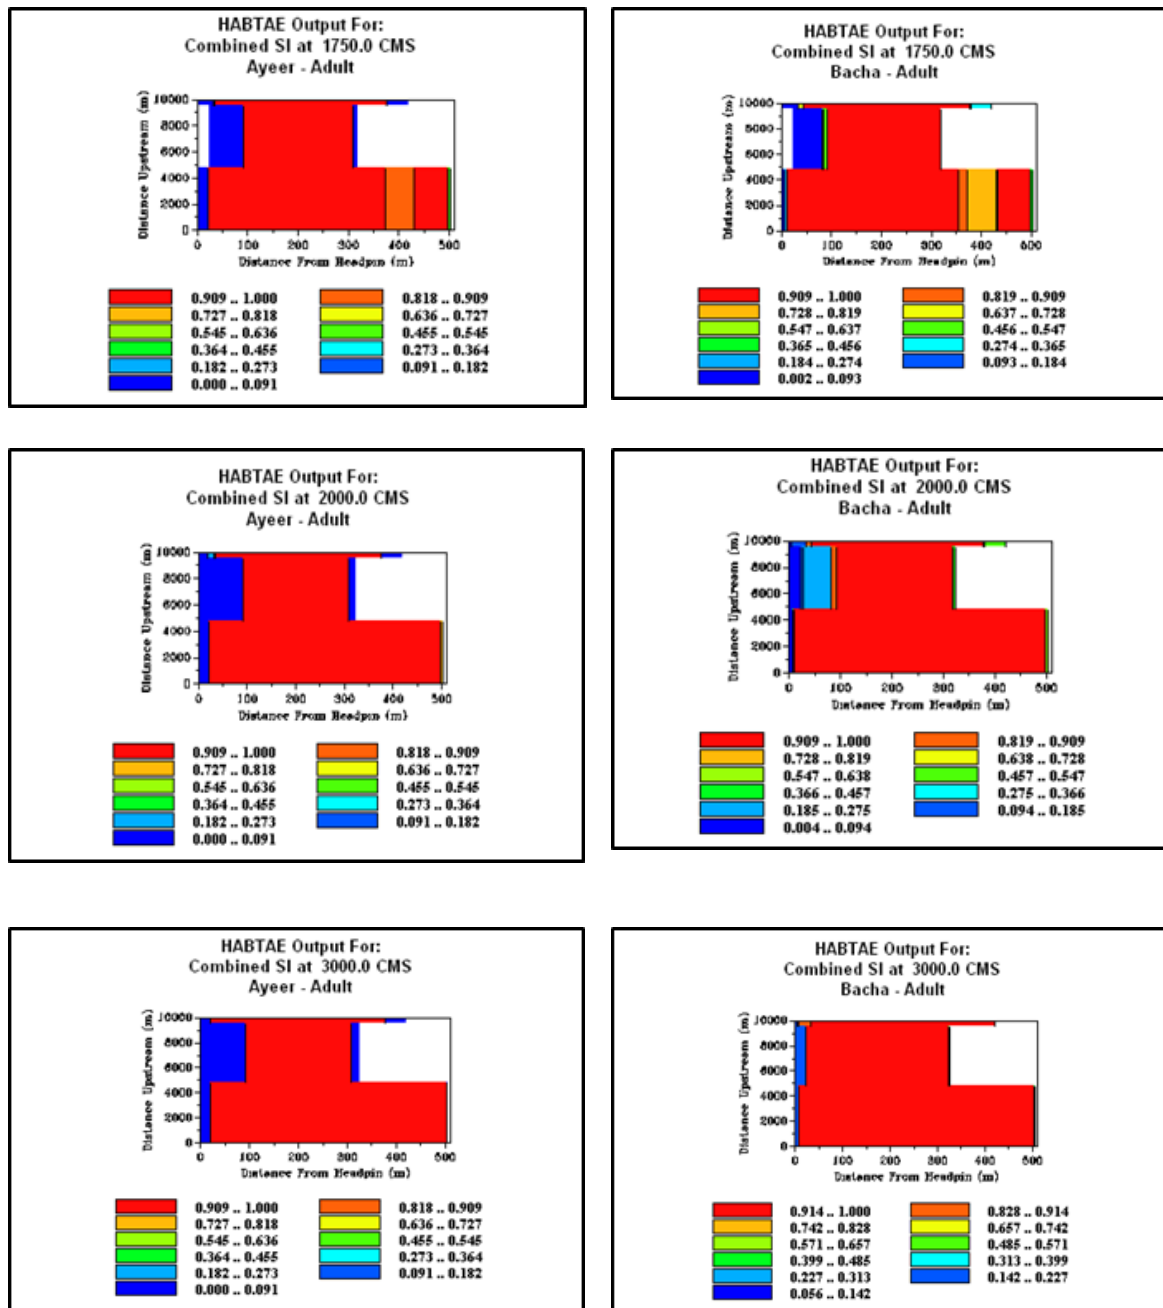 HABTAE Output For:
Combined SI at 1750.0 CMS
Ayeer - Adult
Distance Upstream (m)
10000
8000
6000
4000
2000
0
0 100 200 300 400 500
Distance From Headpin (m)
0.909 .. 1.000 0.818 .. 0.909
0.727 .. 0.818 0.636 .. 0.727
0.545 .. 0.636 0.455 .. 0.545
0.364 .. 0.455 0.273 .. 0.364
0.182 .. 0.273 0.091 .. 0.182
0.000 .. 0.091
HABTAE Output For:
Combined SI at 1750.0 CMS
Bacha - Adult
Distance Upstream (m)
10000
8000
6000
4000
2000
0
0 100 200 300 400 500
Distance From Headpin (m)
0.909 .. 1.000 0.819 .. 0.909
0.728 .. 0.819 0.637 .. 0.728
0.547 .. 0.637 0.456 .. 0.547
0.365 .. 0.456 0.274 .. 0.365
0.184 .. 0.274 0.093 .. 0.184
0.002 .. 0.093
HABTAE Output For:
Combined SI at 2000.0 CMS
Ayeer - Adult
Distance Upstream (m)
10000
8000
6000
4000
2000
0
0 100 200 300 400 500
Distance From Headpin (m)
0.909 .. 1.000 0.818 .. 0.909
0.727 .. 0.818 0.636 .. 0.727
0.545 .. 0.636 0.455 .. 0.545
0.364 .. 0.455 0.273 .. 0.364
0.182 .. 0.273 0.091 .. 0.182
0.000 .. 0.091
HABTAE Output For:
Combined SI at 2000.0 CMS
Bacha - Adult
Distance Upstream (m)
10000
8000
6000
4000
2000
0
0 100 200 300 400 500
Distance From Headpin (m)
0.909 .. 1.000 0.819 .. 0.909
0.728 .. 0.819 0.638 .. 0.728
0.547 .. 0.638 0.457 .. 0.547
0.366 .. 0.457 0.275 .. 0.366
0.185 .. 0.275 0.094 .. 0.185
0.004 .. 0.094
HABTAE Output For:
Combined SI at 3000.0 CMS
Ayeer - Adult
Distance Upstream (m)
10000
8000
6000
4000
2000
0
0 100 200 300 400 500
Distance From Headpin (m)
0.909 .. 1.000 0.818 .. 0.909
0.727 .. 0.818 0.636 .. 0.727
0.545 .. 0.636 0.455 .. 0.545
0.364 .. 0.455 0.273 .. 0.364
0.182 .. 0.273 0.091 .. 0.182
0.000 .. 0.091
HABTAE Output For:
Combined SI at 3000.0 CMS
Bacha - Adult
Distance Upstream (m)
10000
8000
6000
4000
2000
0
0 100 200 300 400 500
Distance From Headpin (m)
0.914 .. 1.000 0.828 .. 0.914
0.742 .. 0.828 0.657 .. 0.742
0.571 .. 0.657 0.485 .. 0.571
0.399 .. 0.485 0.313 .. 0.399
0.227 .. 0.313 0.142 .. 0.227
0.056 .. 0.142